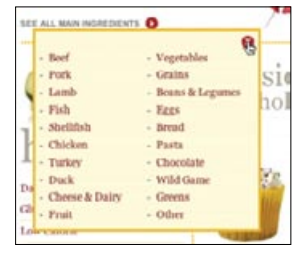 SEE ALL MAIN INGREDIENTS
- Beef
- Pork
- Lamb
- Fish
- Shellfish
- Chicken
- Turkey
- Duck
- Cheese & Dairy
- Fruit
- Vegetables
- Grains
- Beans & Legumes
- Eggs
- Bread
- Pasta
- Chocolate
- Wild Game
- Greens
- Other